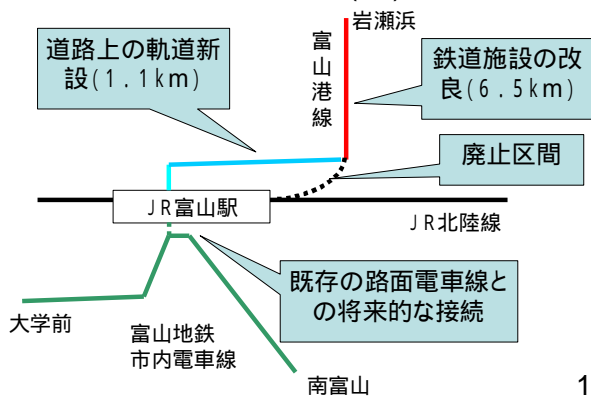 岩瀬浜
道路上の軌道新
設(1.1km)
富山港線
鉄道施設の改
良(6.5km)
廃止区間
JR富山駅
JR北陸線
既存の路面電車線と
の将来的な接続
大学前
富山地鉄
市内電車線
南富山
1